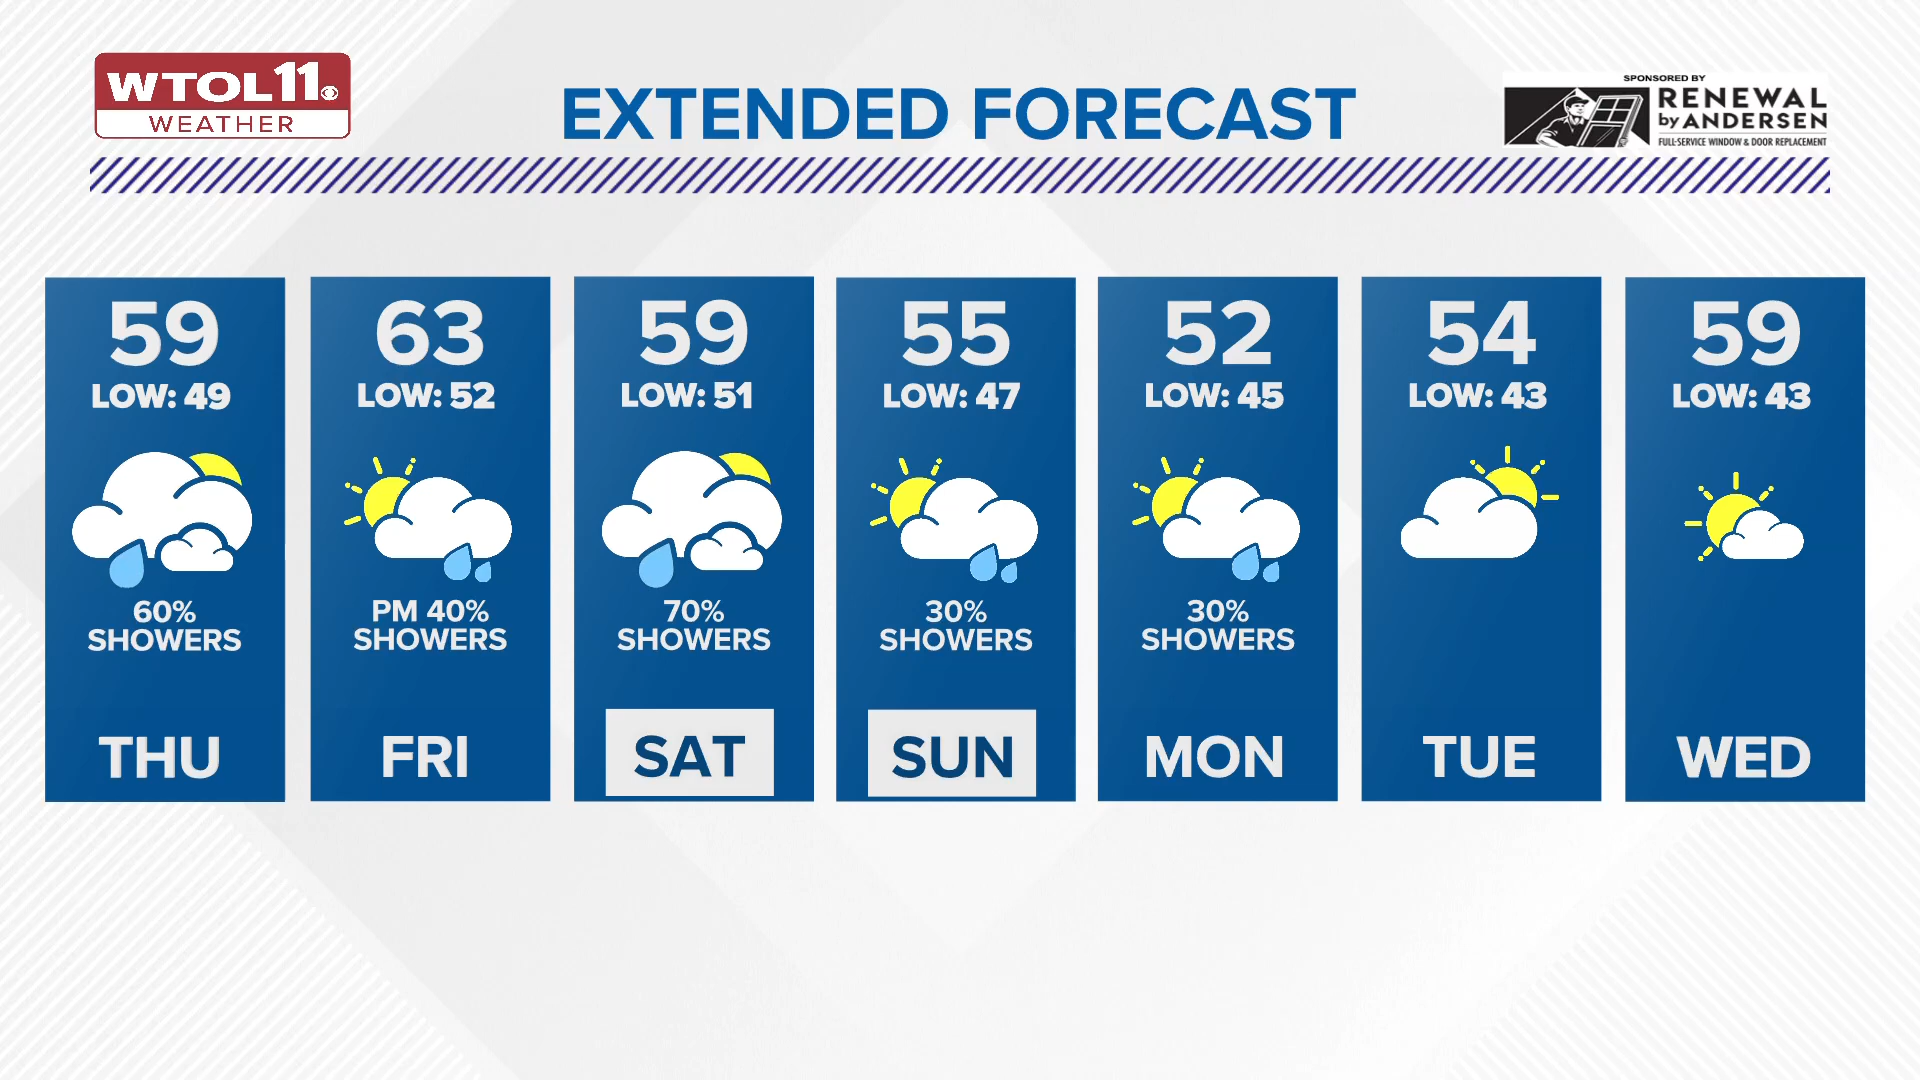 WTOL11
WEATHER
EXTENDED FORECAST
SPONSORED BY
RENEWAL
by ANDERSEN
FULL-SERVICE WINDOW & DOOR REPLACEMENT
59
LOW: 49
60%
SHOWERS
THU
63
LOW: 52
PM 40%
SHOWERS
FRI
59
LOW: 51
70%
SHOWERS
SAT
55
LOW: 47
30%
SHOWERS
SUN
52
LOW: 45
30%
SHOWERS
MON
54
LOW: 43
TUE
59
LOW: 43
WED